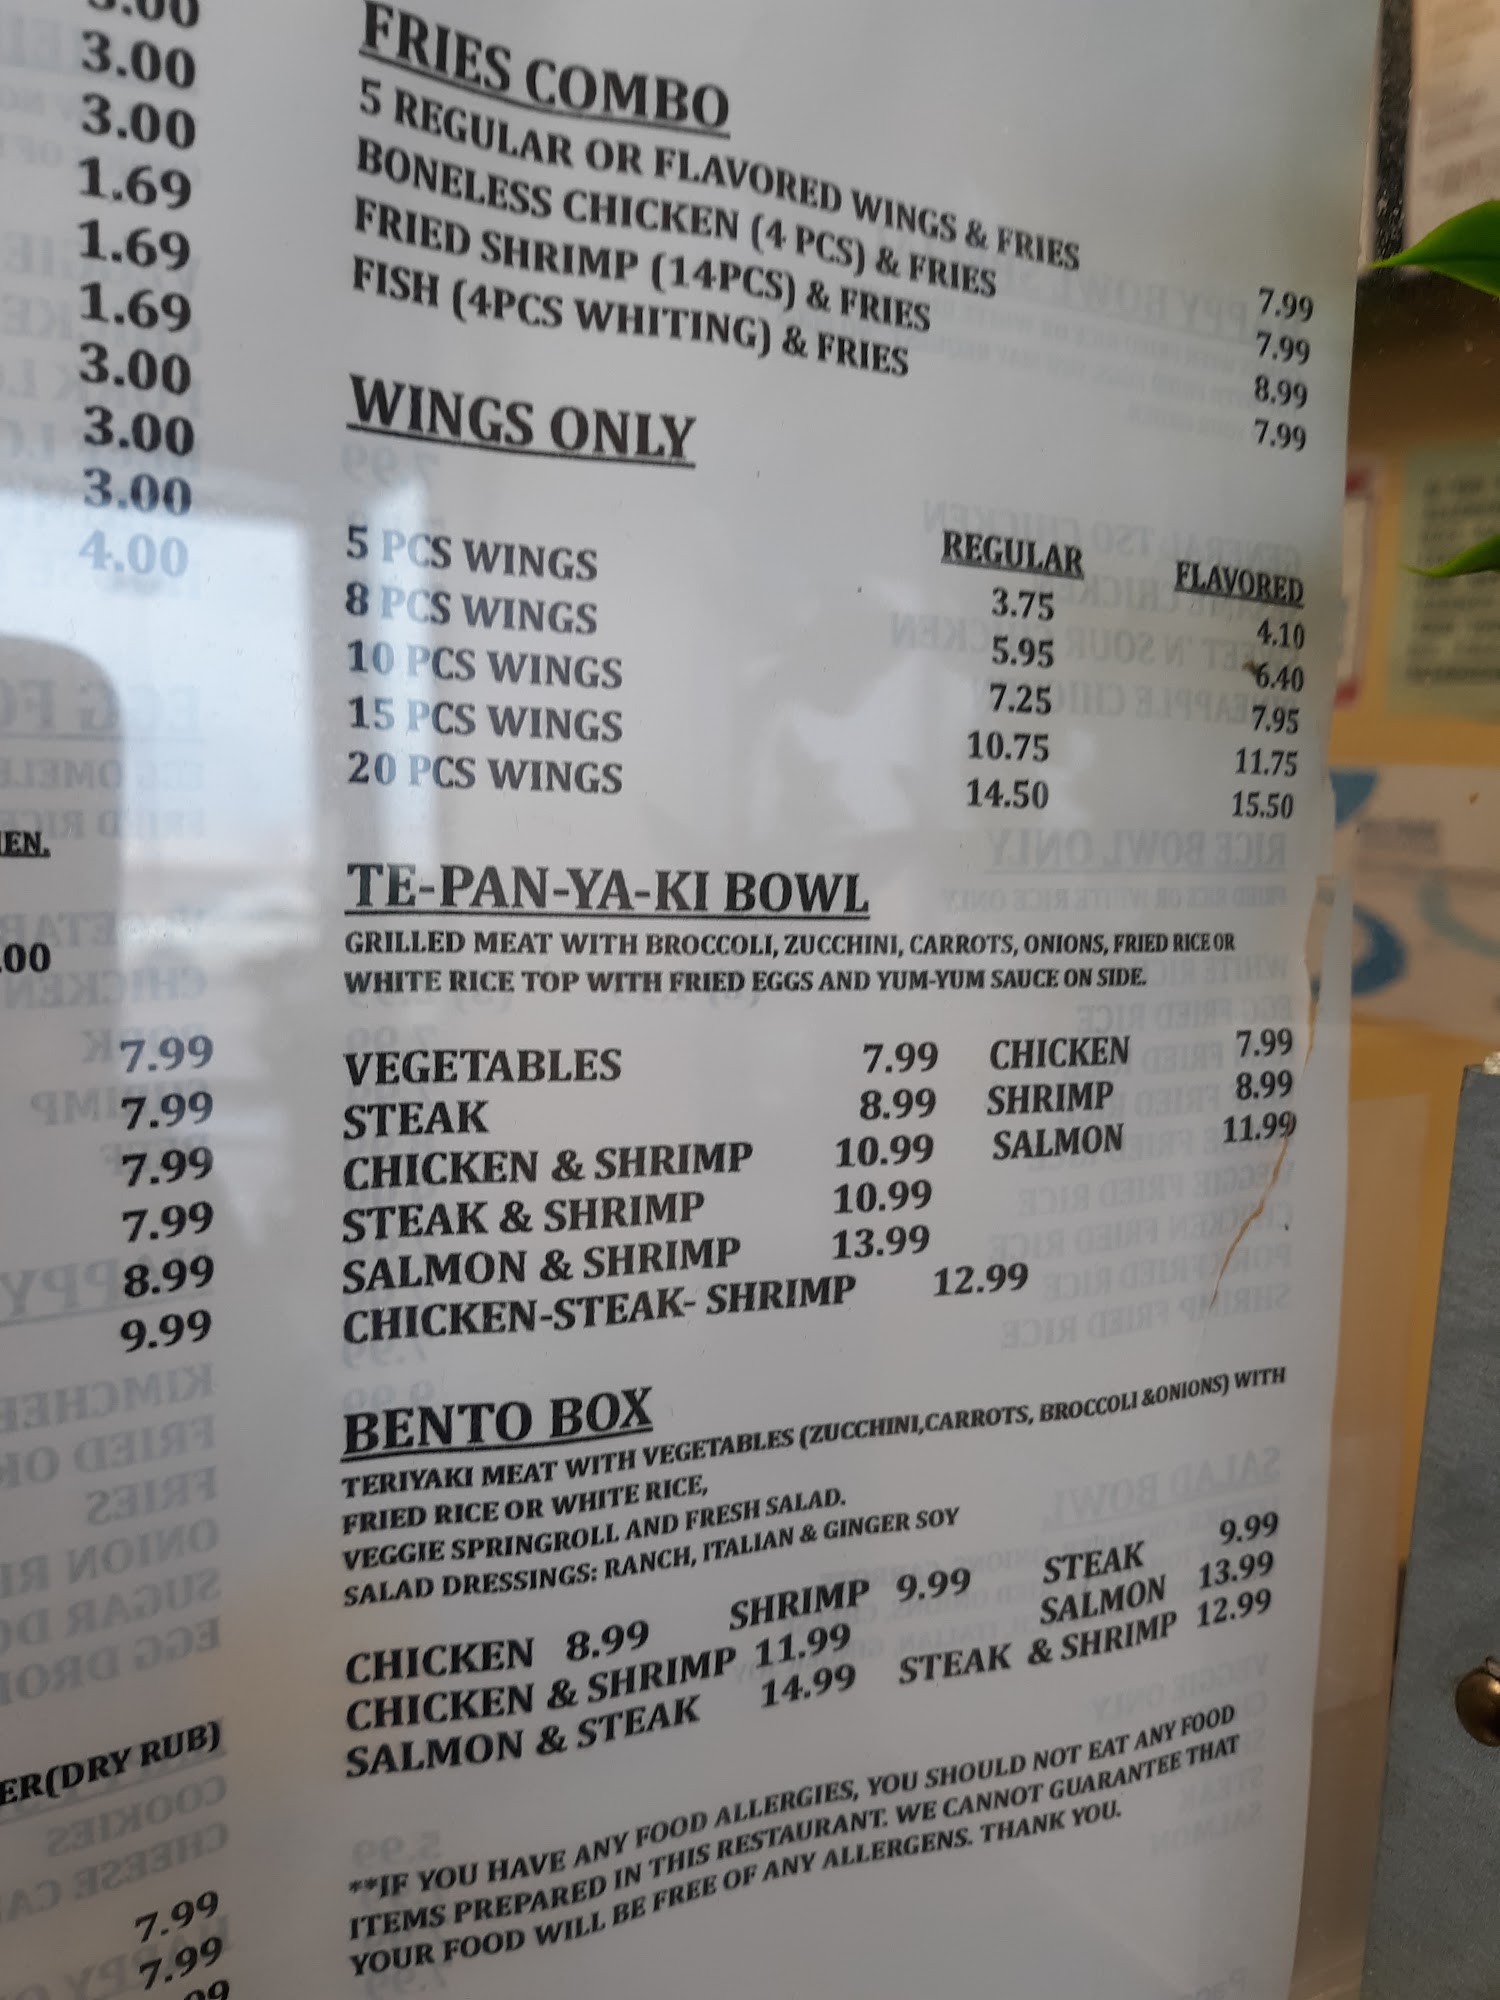 3.00
3.00
1.69
1.69
1.69
3.00
3.00
3.00
4.00
.00
7.99
7.99
7.99
7.99
8.99
9.99
(DRY RUB)
7.99
7.99
FRIES COMBO
5 REGULAR OR FLAVORED WINGS & FRIES 7.99
BONELESS CHICKEN (4 PCS) & FRIES 7.99
FRIED SHRIMP (14PCS) & FRIES 8.99
FISH (4PCS WHITING) & FRIES 7.99
WINGS ONLY
REGULAR FLAVORED
5 PCS WINGS 3.75 4.10
8 PCS WINGS 5.95 6.40
10 PCS WINGS 7.25 7.95
15 PCS WINGS 10.75 11.75
20 PCS WINGS 14.50 15.50
TE-PAN-YA-KI BOWL
GRILLED MEAT WITH BROCCOLI, ZUCCHINI, CARROTS, ONIONS, FRIED RICE OR
WHITE RICE TOP WITH FRIED EGGS AND YUM-YUM SAUCE ON SIDE.
VEGETABLES 7.99 CHICKEN 7.99
STEAK 8.99 SHRIMP 8.99
CHICKEN & SHRIMP 10.99 SALMON 11.99
STEAK & SHRIMP 10.99
SALMON & SHRIMP 13.99
CHICKEN-STEAK- SHRIMP 12.99
BENTO BOX
TERIYAKI MEAT WITH VEGETABLES (ZUCCHINI,CARROTS, BROCCOLI &ONIONS) WITH
FRIED RICE OR WHITE RICE,
VEGGIE SPRINGROLL AND FRESH SALAD.
SALAD DRESSINGS: RANCH, ITALIAN & GINGER SOY
CHICKEN 8.99 SHRIMP 9.99 STEAK 9.99
CHICKEN & SHRIMP 11.99 SALMON 13.99
SALMON & STEAK 14.99 STEAK & SHRIMP 12.99
**IF YOU HAVE ANY FOOD ALLERGIES, YOU SHOULD NOT EAT ANY FOOD
ITEMS PREPARED IN THIS RESTAURANT. WE CANNOT GUARANTEE THAT
YOUR FOOD WILL BE FREE OF ANY ALLERGENS. THANK YOU.